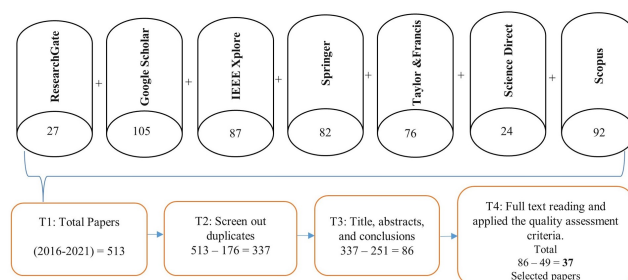 ResearchGate
+
Google Scholar
+
IEEE Xplore
+
Springer
+
Taylor &Francis
+
Science Direct
+
Scopus
27
105
87
82
76
24
92
T1: Total Papers
(2016-2021) = 513
T2: Screen out
duplicates
513 – 176 = 337
T3: Title, abstracts,
and conclusions
337 – 251 = 86
T4: Full text reading and
applied the quality assessment
criteria.
Total
86 – 49 = 37
Selected papers